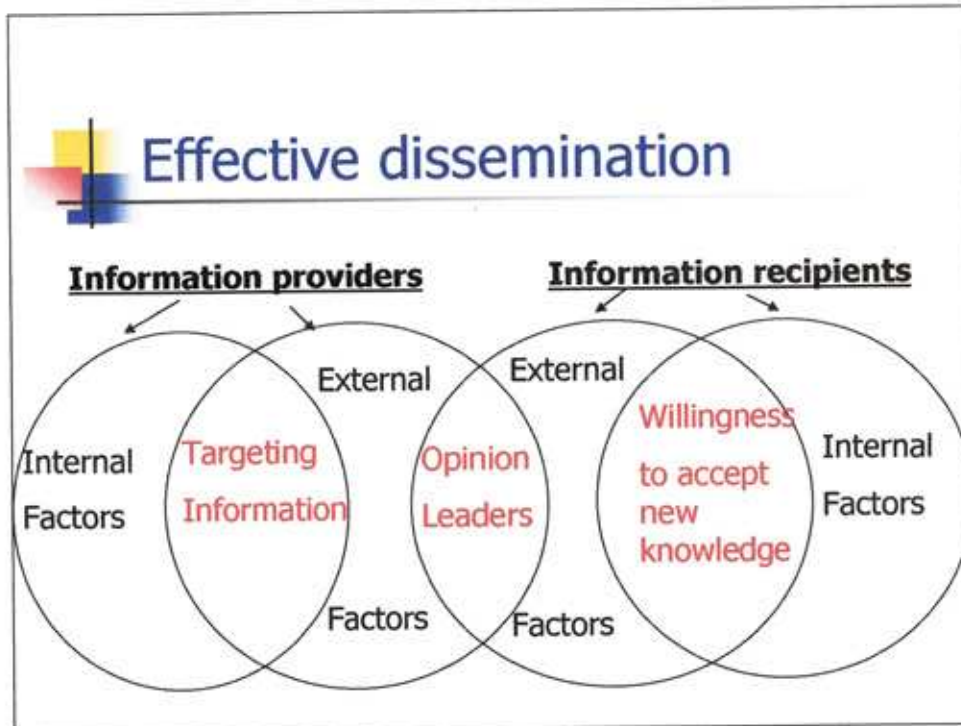 Effective dissemination
Information providers
Information recipients
Internal
Factors
Targeting
Information
External
Factors
Opinion
Leaders
External
Factors
Willingness
to accept
new
knowledge
Internal
Factors